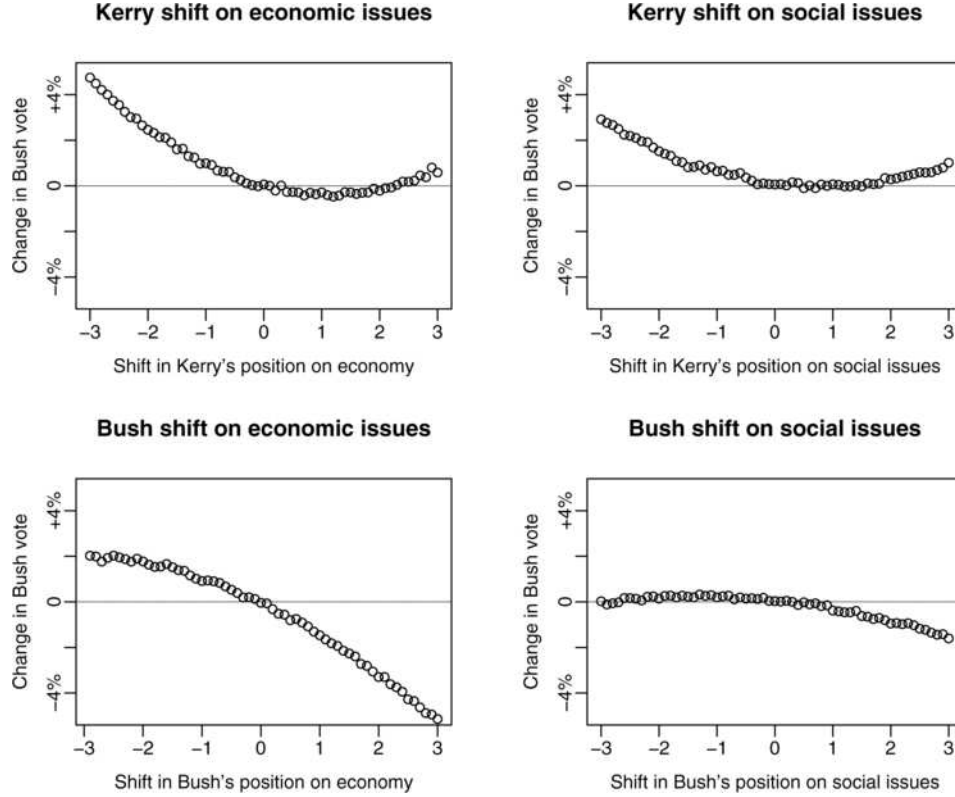 Kerry shift on economic issues
Kerry shift on social issues
Change in Bush vote
+4%
0
−4%
−3 −2 −1 0 1 2 3
Shift in Kerry's position on economy
Change in Bush vote
+4%
0
−4%
−3 −2 −1 0 1 2 3
Shift in Kerry's position on social issues
Bush shift on economic issues
Bush shift on social issues
Change in Bush vote
+4%
0
−4%
−3 −2 −1 0 1 2 3
Shift in Bush's position on economy
Change in Bush vote
+4%
0
−4%
−3 −2 −1 0 1 2 3
Shift in Bush's position on social issues